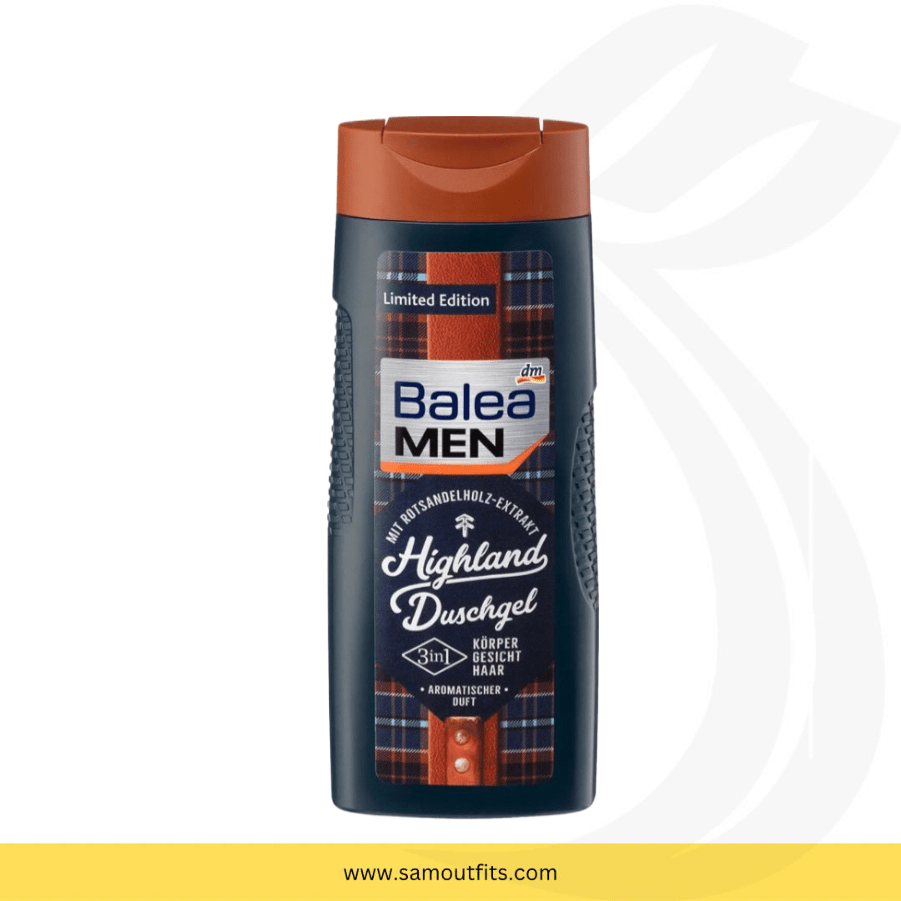 Limited Edition
dm
Balea
MEN
MIT ROTSANDELHOLZ-EXTRAKT
Highland
Duschgel
3in1
KÖRPER
GESICHT
HAAR
• AROMATISCHER •
DUFT
www.samoutfits.com